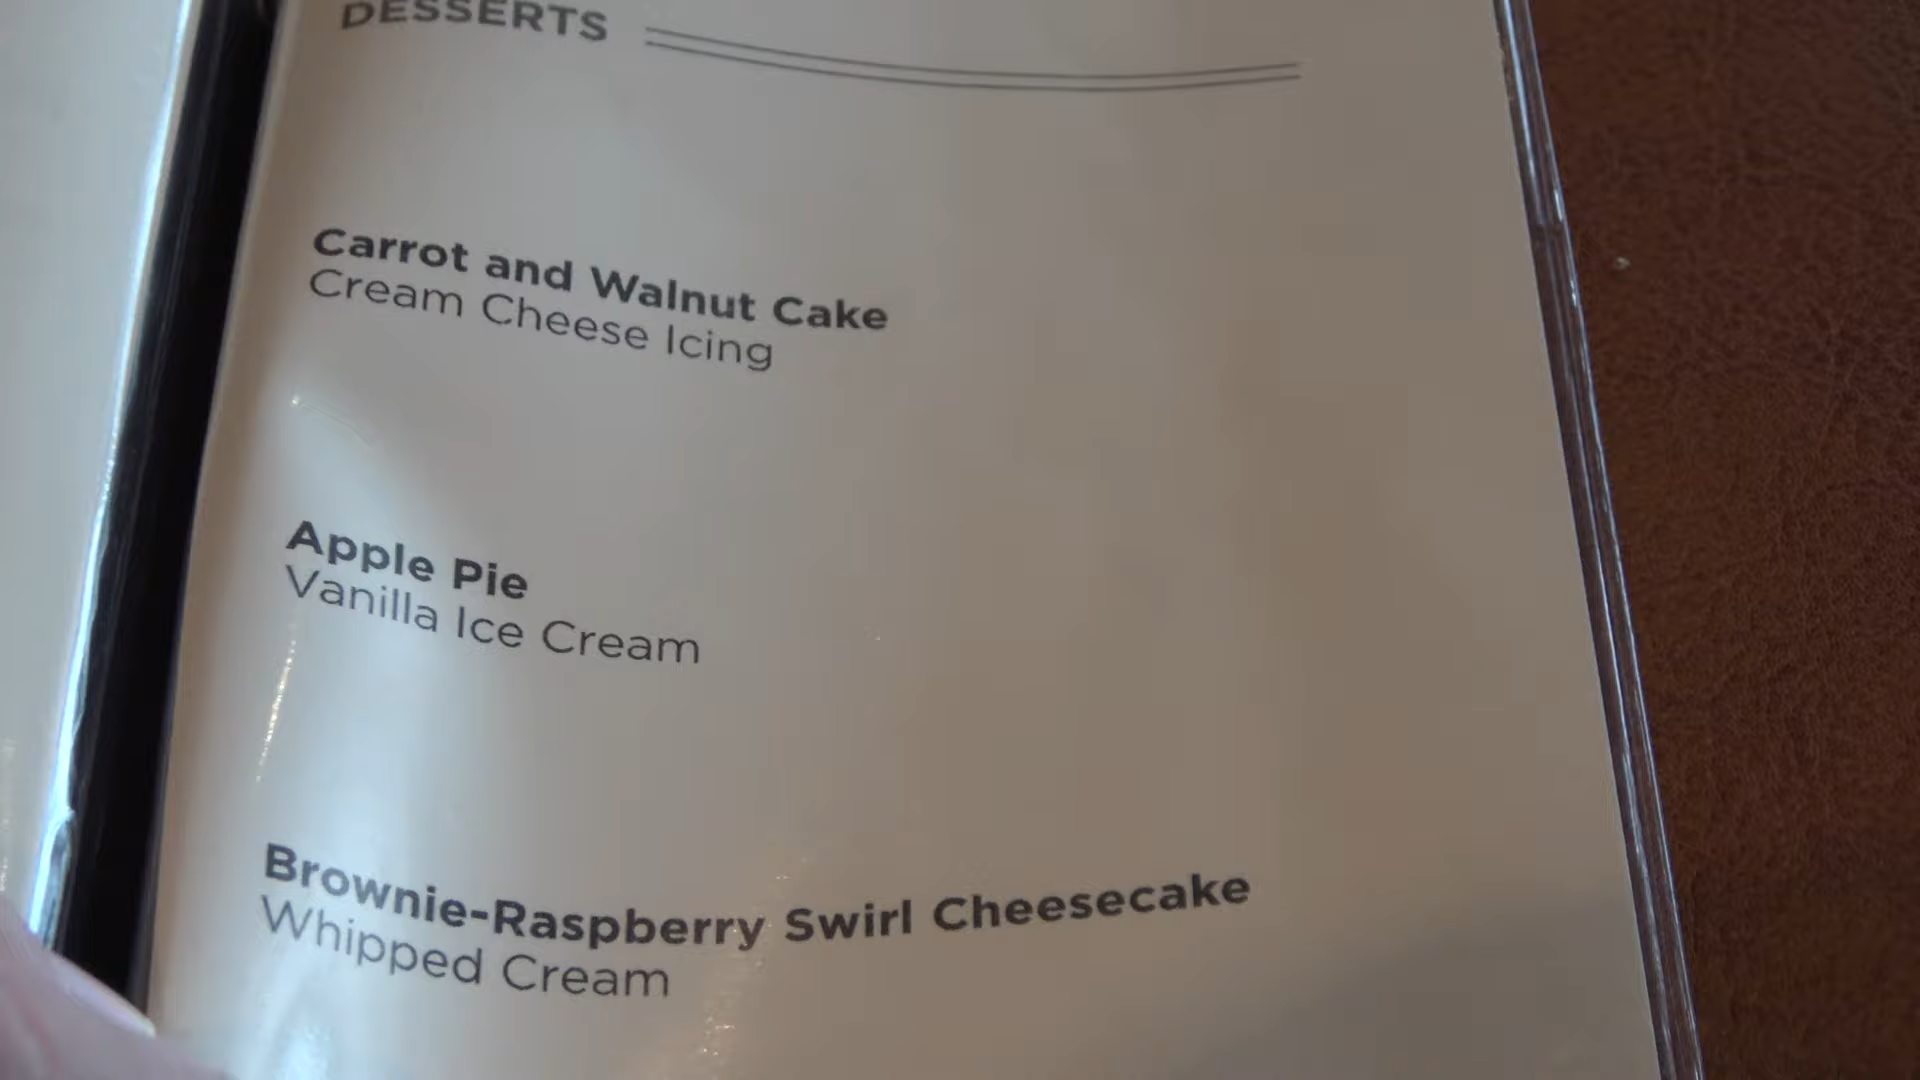 DESSERTS
Carrot and Walnut Cake
Cream Cheese Icing
Apple Pie
Vanilla Ice Cream
Brownie-Raspberry Swirl Cheesecake
Whipped Cream